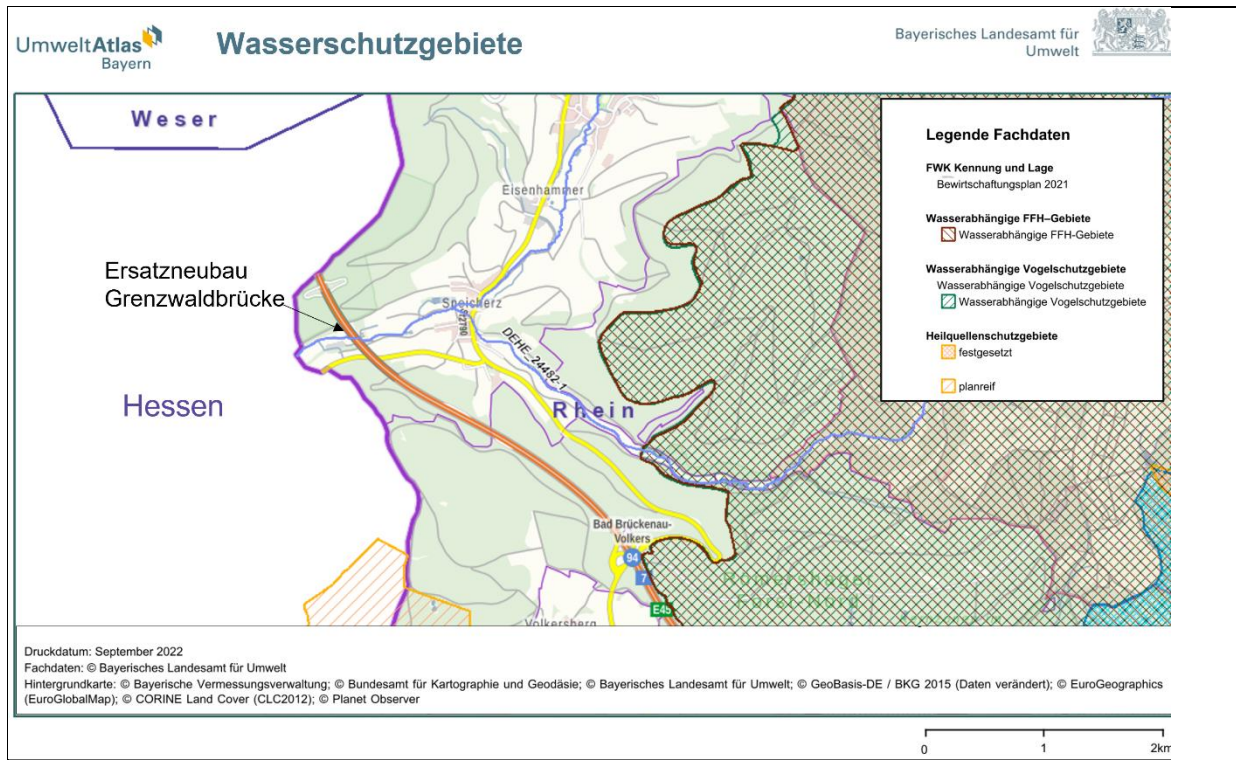 UmweltAtlas
Bayern
Wasserschutzgebiete
Bayerisches Landesamt für
Umwelt
Weser
Eisenhammer
Ersatzneubau
Grenzwaldbrücke
Speicherz
St2790
DEHE_24482-1
Hessen
Rhein
Bad Brückenau-
Volkers
94
7
E45
Volkersberg
Römershager
Forst Nord
Legende Fachdaten
FWK Kennung und Lage
Bewirtschaftungsplan 2021
Wasserabhängige FFH–Gebiete
Wasserabhängige FFH-Gebiete
Wasserabhängige Vogelschutzgebiete
Wasserabhängige Vogelschutzgebiete
Wasserabhängige Vogelschutzgebiete
Heilquellenschutzgebiete
festgesetzt
planreif
Druckdatum: September 2022
Fachdaten: © Bayerisches Landesamt für Umwelt
Hintergrundkarte: © Bayerische Vermessungsverwaltung; © Bundesamt für Kartographie und Geodäsie; © Bayerisches Landesamt für Umwelt; © GeoBasis-DE / BKG 2015 (Daten verändert); © EuroGeographics
(EuroGlobalMap); © CORINE Land Cover (CLC2012); © Planet Observer
0 1 2km